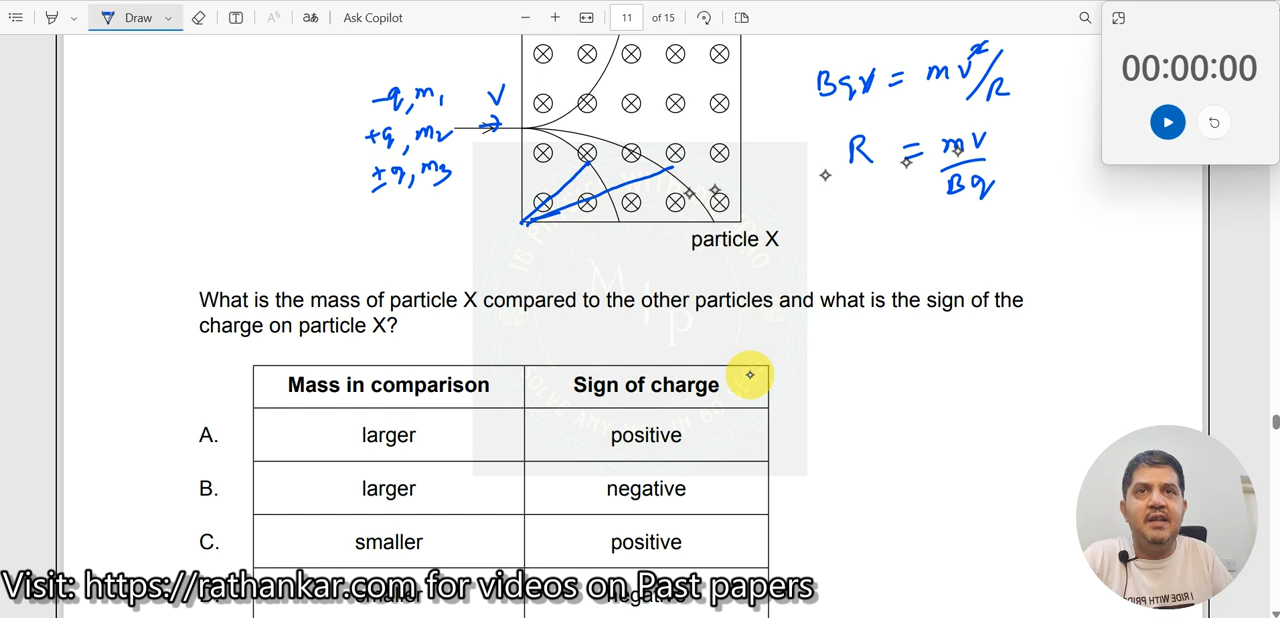 Draw
Ask Copilot
11 of 15
00:00:00
-q, m1
V
+q, m2
+q, m3
Bqv = mv²/R
R = mv
Bq
particle X
What is the mass of particle X compared to the other particles and what is the sign of the
charge on particle X?
Mass in comparison Sign of charge
A. larger positive
B. larger negative
C. smaller positive
smaller negative
Visit: https://rathankar.com for videos on Past papers
MIP